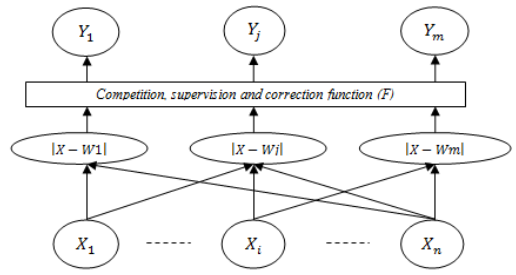 Y₁ Yⱼ Yₘ
Competition, supervision and correction function (F)
|X − W1| |X − Wj| |X − Wm|
X₁ Xᵢ Xₙ